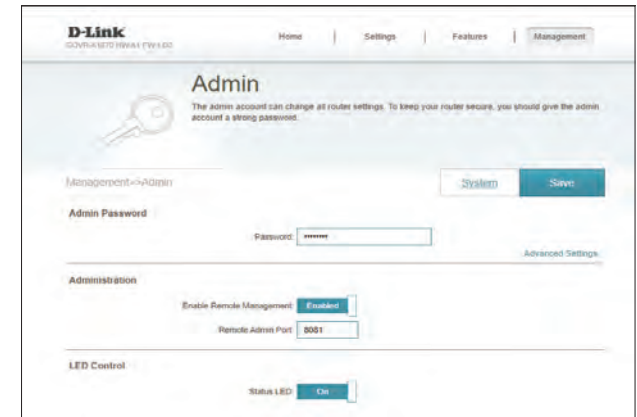 D-Link
Home | Settings | Features | Management
Admin
The admin account can change all router settings. To keep your router secure, you should give the admin
account a strong password.
Management>>Admin
System
Save
Admin Password
Password:
Advanced Settings
Administration
Enable Remote Management: Enabled
Remote Admin Port: 8081
LED Control
Status LED: On